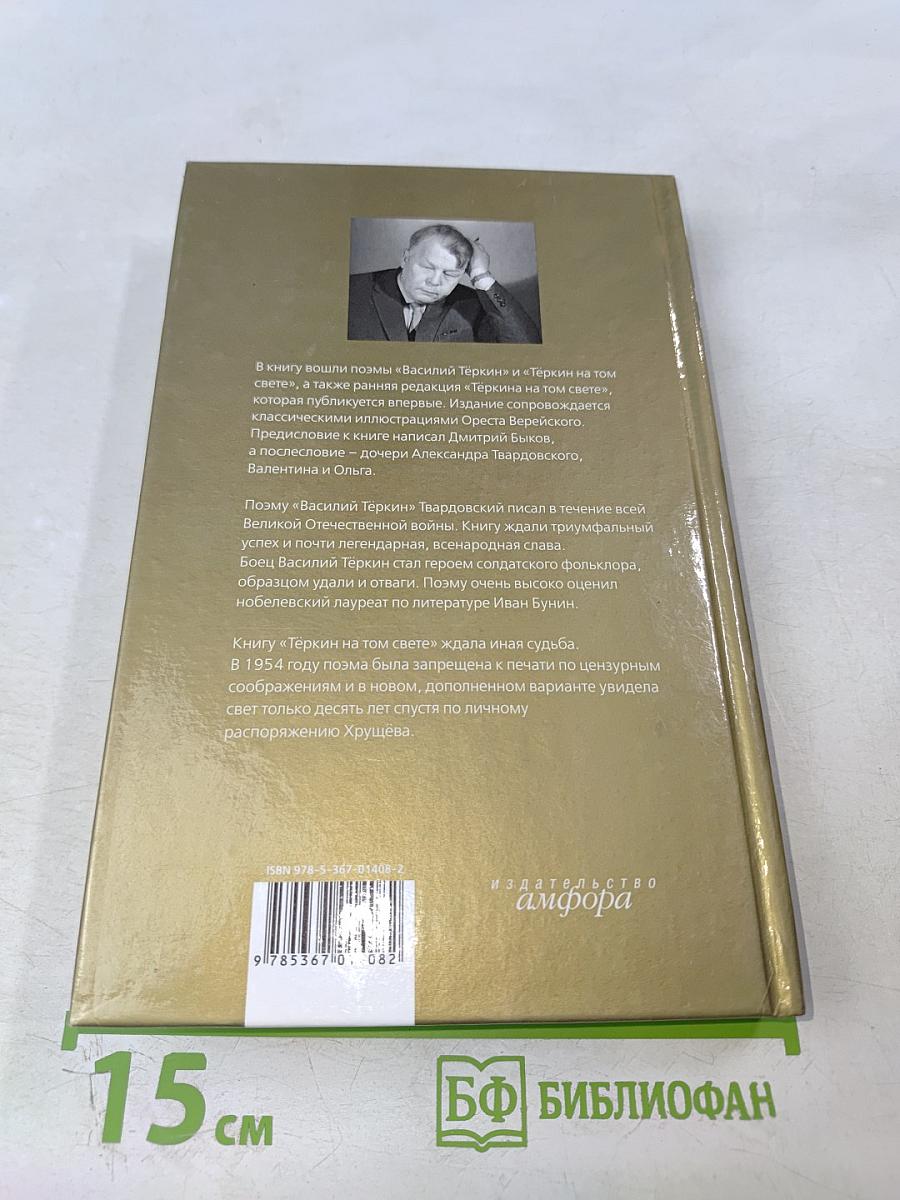 В книгу вошли поэмы «Василий Тёркин» и «Тёркин на том
свете», а также ранняя редакция «Тёркина на том свете»,
которая публикуется впервые. Издание сопровождается
классическими иллюстрациями Ореста Верейского.
Предисловие к книге написал Дмитрий Быков,
а послесловие – дочери Александра Твардовского,
Валентина и Ольга.
Поэму «Василий Тёркин» Твардовский писал в течение всей
Великой Отечественной войны. Книгу ждали триумфальный
успех и почти легендарная, всенародная слава.
Боец Василий Тёркин стал героем солдатского фольклора,
образцом удали и отваги. Поэму очень высоко оценил
нобелевский лауреат по литературе Иван Бунин.
Книгу «Тёркин на том свете» ждала иная судьба.
В 1954 году поэма была запрещена к печати по цензурным
соображениям и в новом, дополненном варианте увидела
свет только десять лет спустя по личному
распоряжению Хрущёва.
ISBN 978-5-367-01408-2
9 785367 014082
издательство
амфора
15 см
БФ БИБЛИОФАН